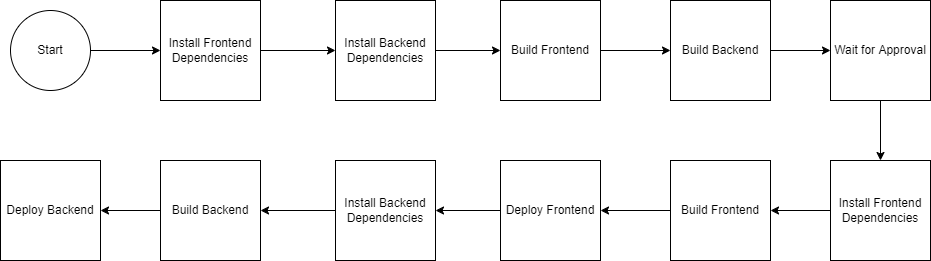 Start
Install Frontend
Dependencies
Install Backend
Dependencies
Build Frontend
Build Backend
Wait for Approval
Install Frontend
Dependencies
Build Frontend
Deploy Frontend
Install Backend
Dependencies
Build Backend
Deploy Backend